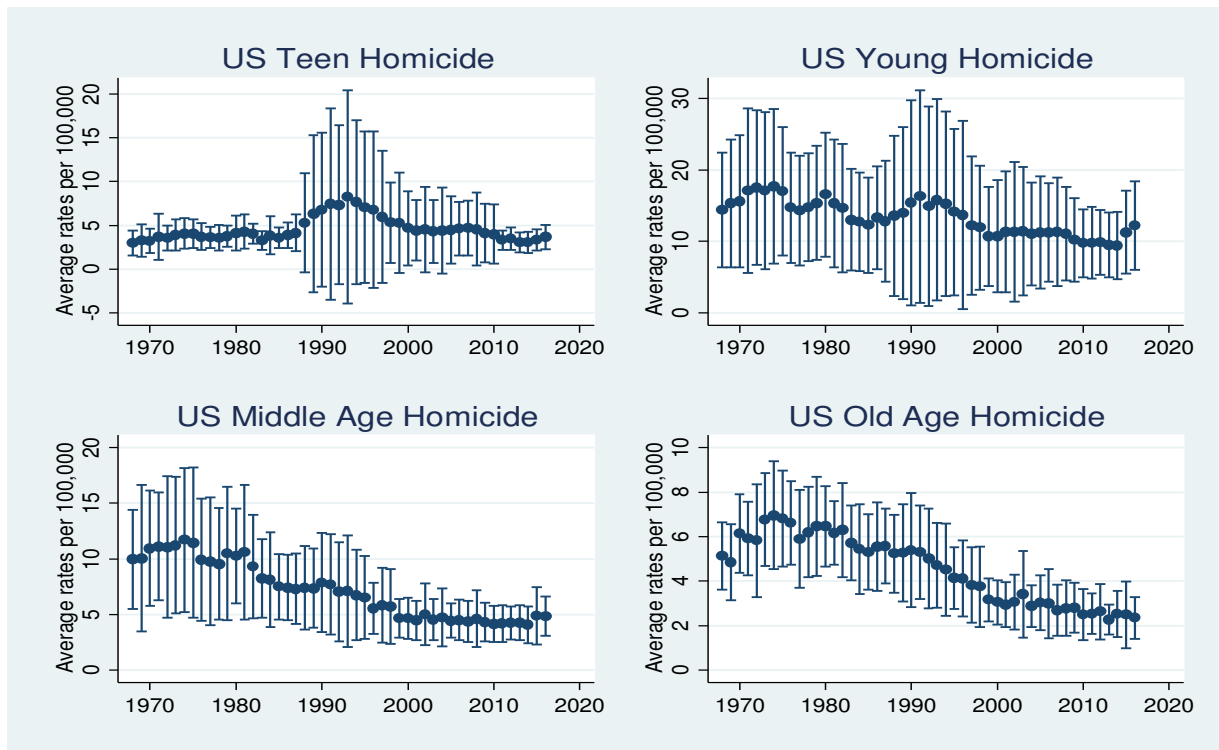 US Teen Homicide
Average rates per 100,000
20
15
10
5
0
-5
1970 1980 1990 2000 2010 2020
US Young Homicide
Average rates per 100,000
30
20
10
0
1970 1980 1990 2000 2010 2020
US Middle Age Homicide
Average rates per 100,000
20
15
10
5
0
1970 1980 1990 2000 2010 2020
US Old Age Homicide
Average rates per 100,000
10
8
6
4
2
0
1970 1980 1990 2000 2010 2020